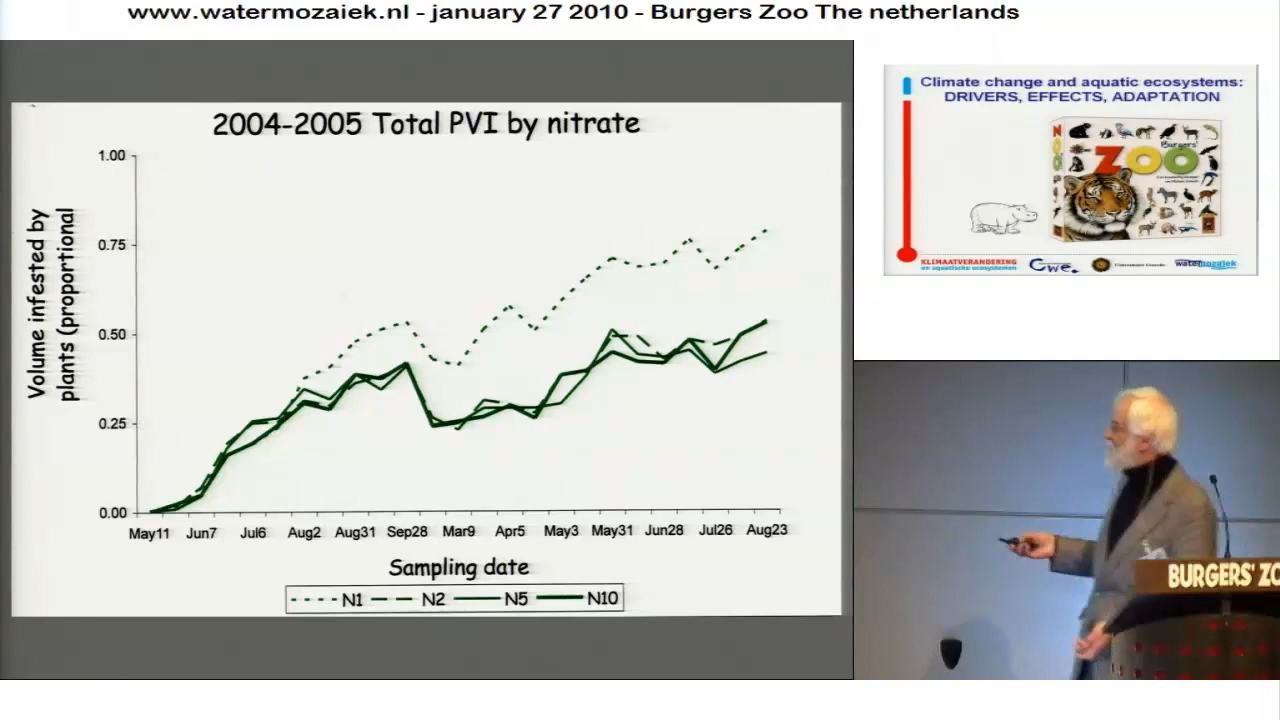 www.watermozaiek.nl - january 27 2010 - Burgers Zoo The netherlands
2004-2005 Total PVI by nitrate
Volume infested by
plants (proportional
1.00
0.75
0.50
0.25
0.00
May11 Jun7 Jul6 Aug2 Aug31 Sep28 Mar9 Apr5 May3 May31 Jun28 Jul26 Aug23
Sampling date
N1 N2 N5 N10
Climate change and aquatic ecosystems:
DRIVERS, EFFECTS, ADAPTATION
Burgers'
ZOO
KLIMAATVERANDERING
en aquatische ecosystemen
Cwe.
watermozaiek
BURGERS' ZO